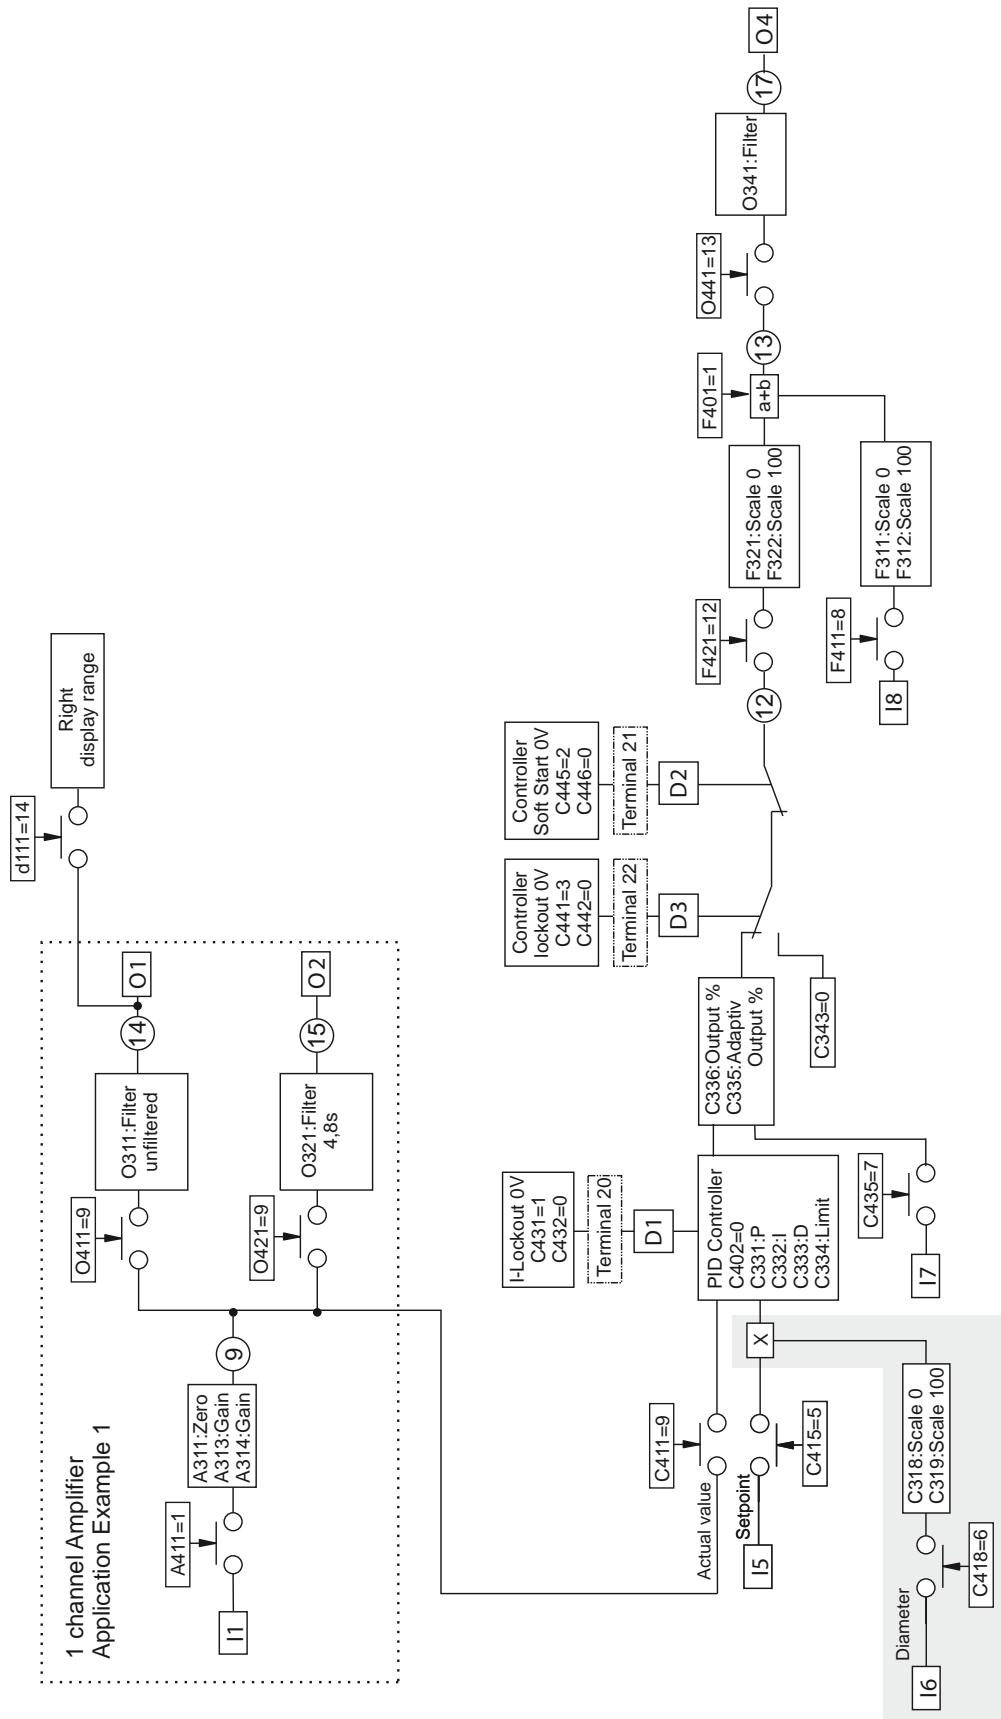 1 channel Amplifier
Application Example 1
I1
A411=1
A311:Zero
A313:Gain
A314:Gain
9
O411=9
O311:Filter
unfiltered
14
O1
O421=9
O321:Filter
4,8s
15
O2
d111=14
Right
display range
Actual value
C411=9
Setpoint
I5
C415=5
X
Diameter
I6
C418=6
C318:Scale 0
C319:Scale 100
I-Lockout 0V
C431=1
C432=0
Terminal 20
D1
PID Controller
C402=0
C331:P
C332:I
C333:D
C334:Limit
I7
C435=7
C336:Output %
C335:Adaptiv
Output %
C343=0
Controller
lockout 0V
C441=3
C442=0
Terminal 22
D3
Controller
Soft Start 0V
C445=2
C446=0
Terminal 21
D2
12
F421=12
F321:Scale 0
F322:Scale 100
I8
F411=8
F311:Scale 0
F312:Scale 100
F401=1
a+b
13
O441=13
O341:Filter
17
O4